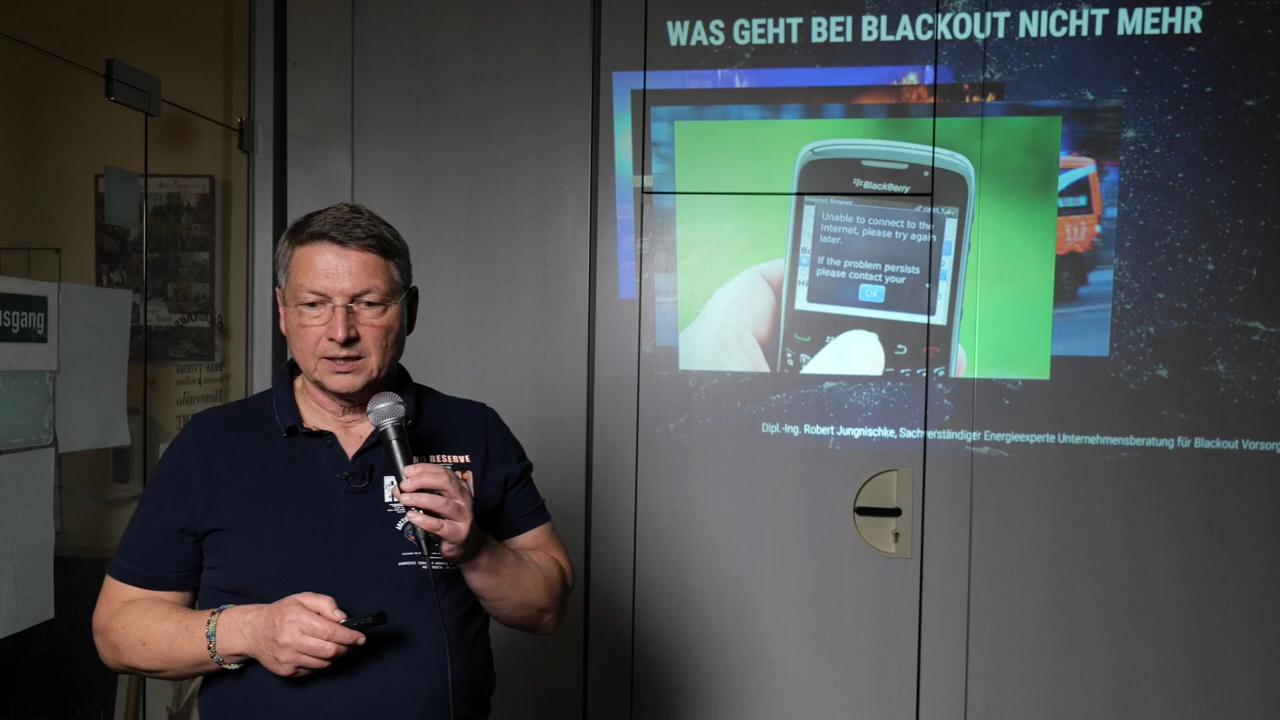 WAS GEHT BEI BLACKOUT NICHT MEHR
BlackBerry
Unable to connect to the
Internet, please try again
later.
If the problem persists
please contact your
OK
Dipl.-Ing. Robert Jungnischke, Sachverständiger Energieexperte Unternehmensberatung für Blackout Vorsorg
usgang
RESERVE